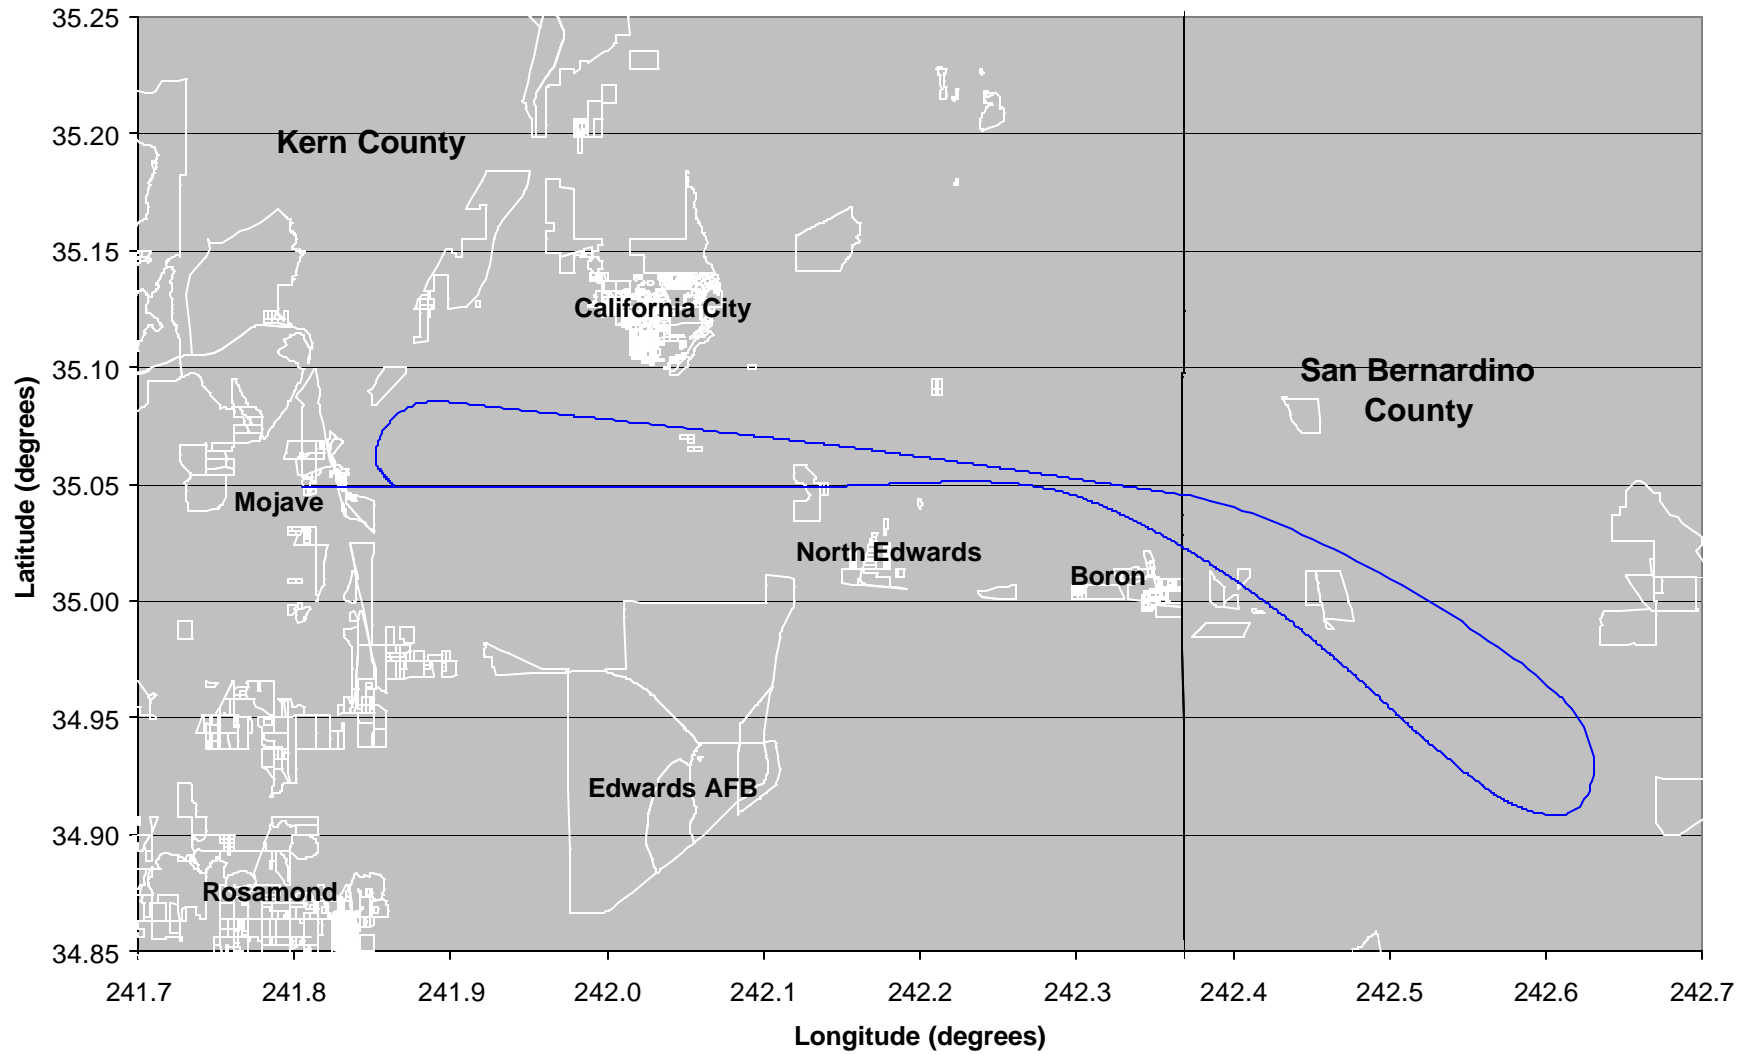 35.25
35.20
35.15
35.10
35.05
35.00
34.95
34.90
34.85
Latitude (degrees)
Kern County
California City
San Bernardino
County
Mojave
North Edwards
Boron
Edwards AFB
Rosamond
241.7 241.8 241.9 242.0 242.1 242.2 242.3 242.4 242.5 242.6 242.7
Longitude (degrees)